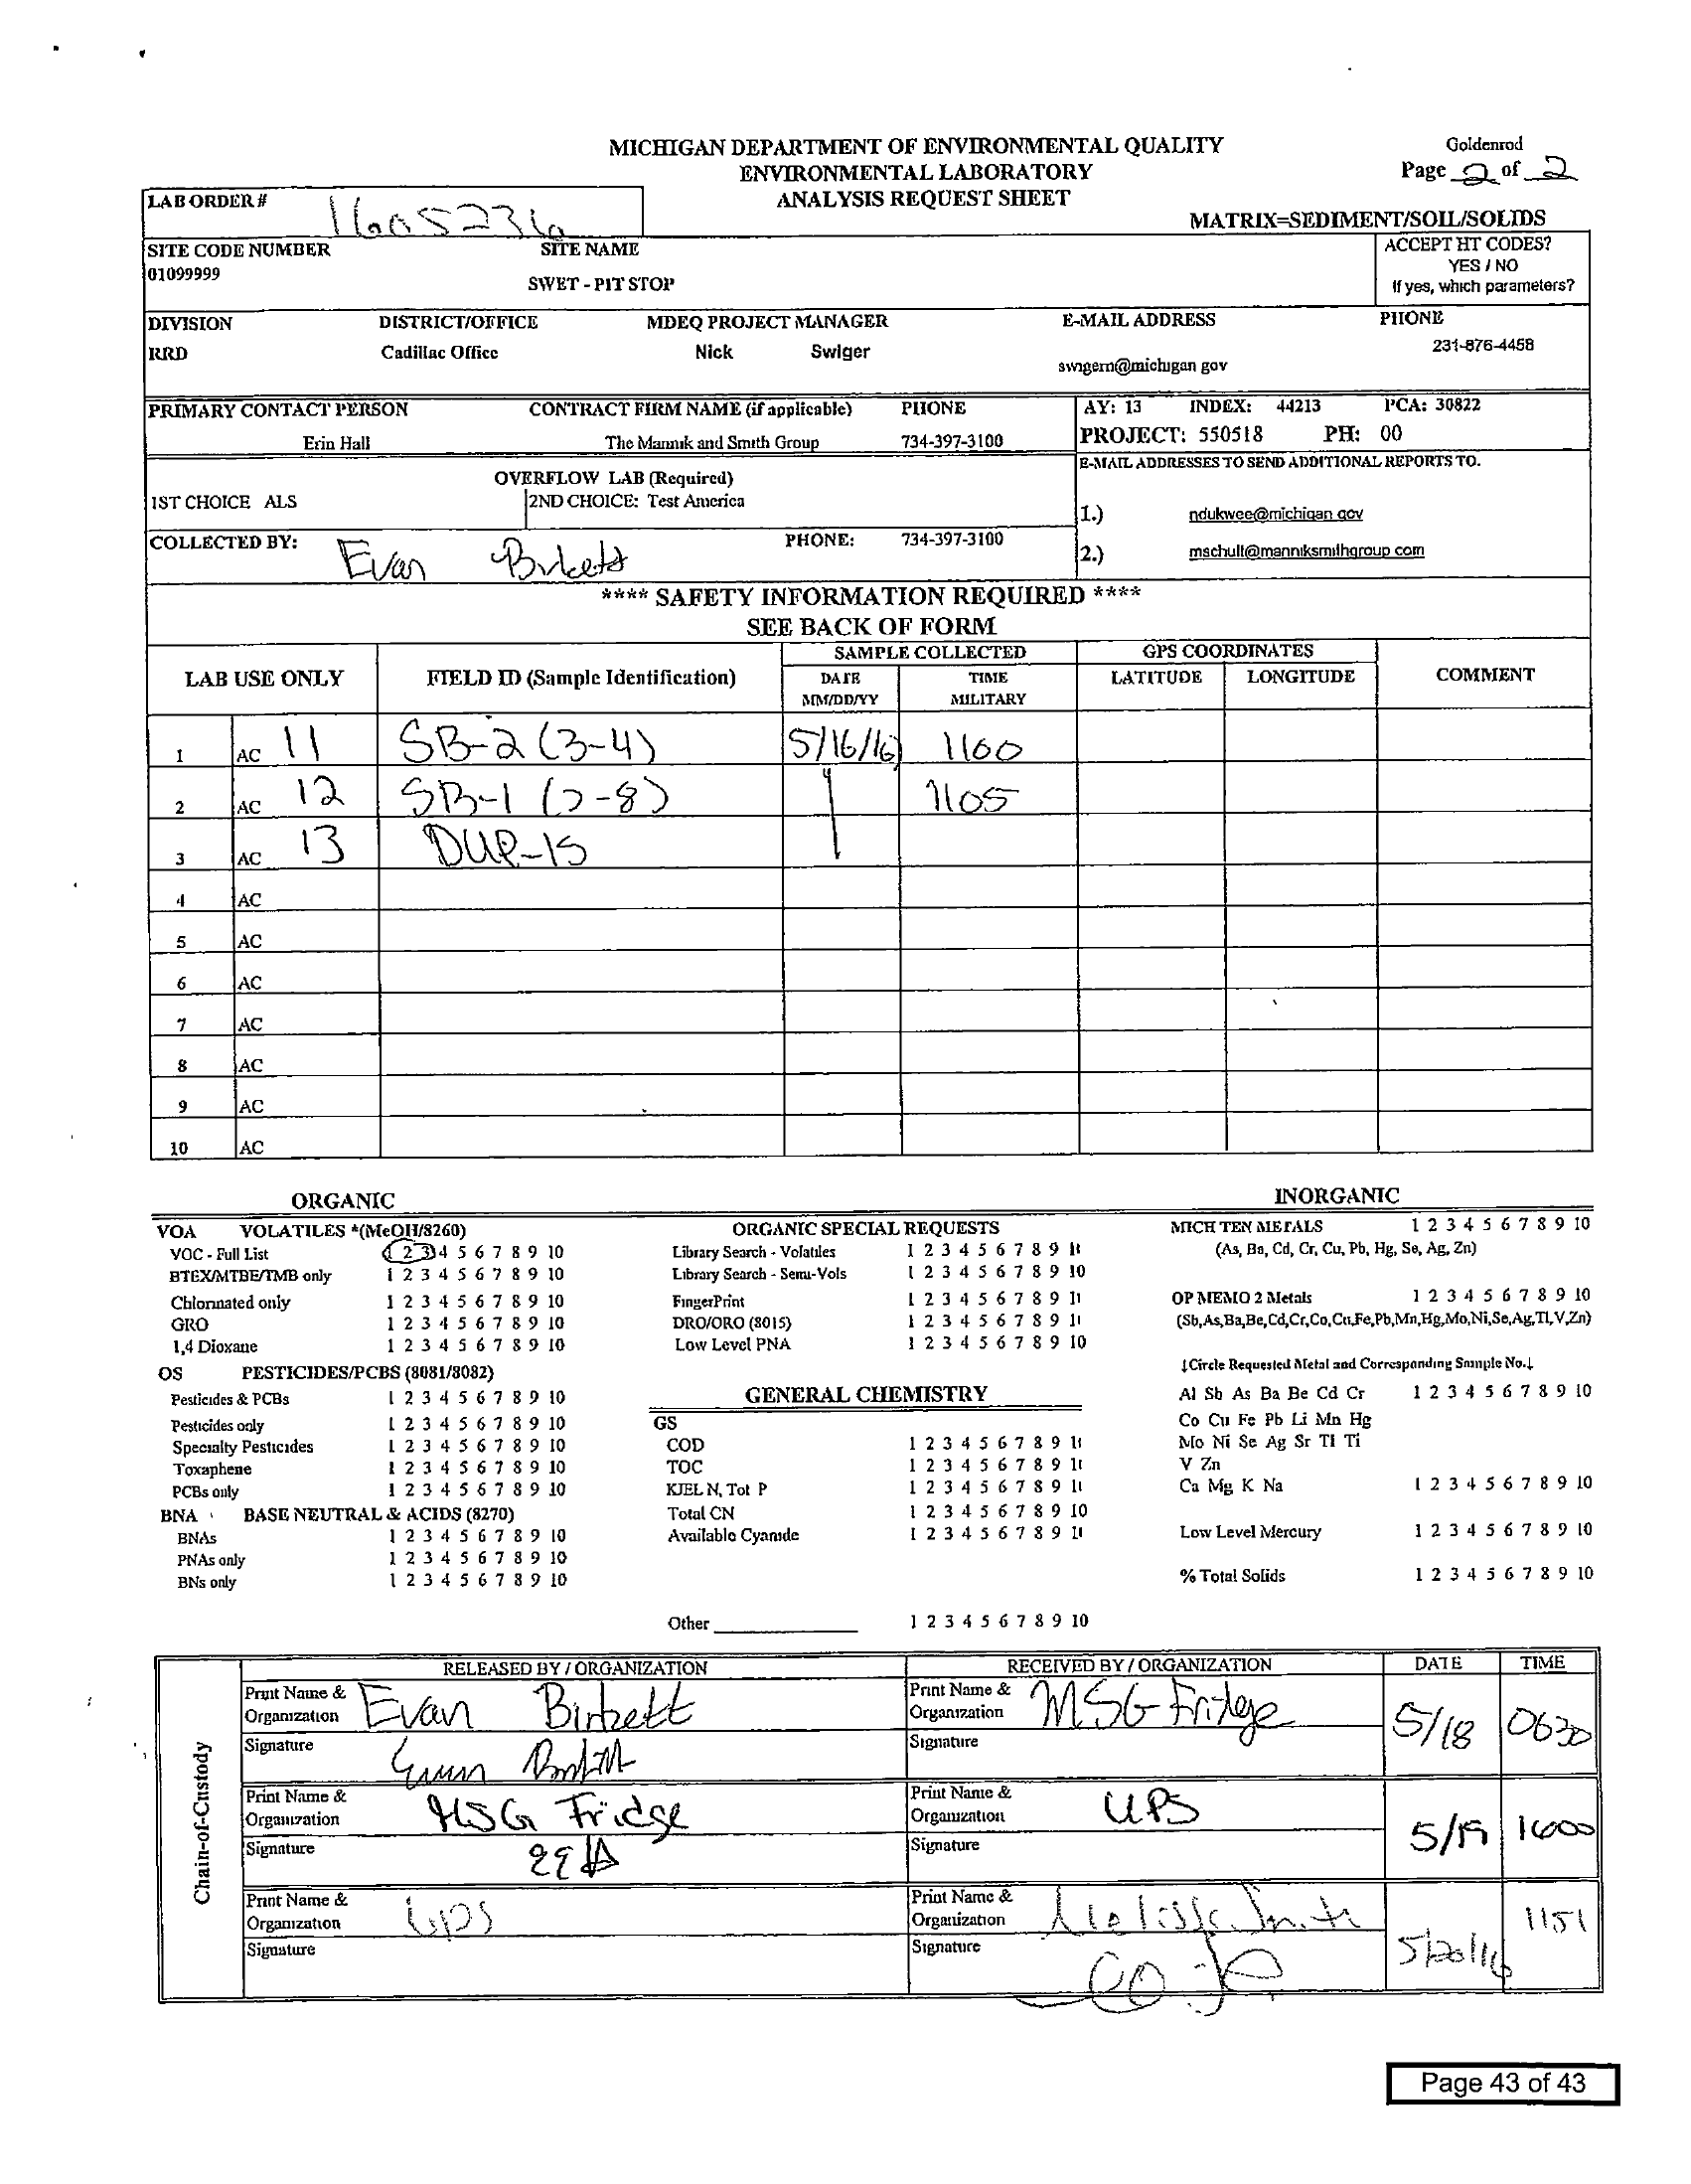 MICHIGAN DEPARTMENT OF ENVIRONMENTAL QUALITY
ENVIRONMENTAL LABORATORY
ANALYSIS REQUEST SHEET
Goldenrod
Page 2 of 2
MATRIX=SEDIMENT/SOIL/SOLIDS
LAB ORDER #
SITE CODE NUMBER SITE NAME
01099999
SWET - PIT STOP
ACCEPT HT CODES?
YES / NO
If yes, which parameters?
DIVISION DISTRICT/OFFICE MDEQ PROJECT MANAGER E-MAIL ADDRESS PHONE
RRD Cadillac Office Nick Swiger swigern@michigan gov 231-876-4458
PRIMARY CONTACT PERSON CONTRACT FIRM NAME (if applicable) PHONE
Erin Hall The Mannik and Smith Group 734-397-3100
AY: 13 INDEX: 44213 PCA: 30822
PROJECT: 550518 PH: 00
OVERFLOW LAB (Required)
1ST CHOICE ALS 2ND CHOICE: Test America
E-MAIL ADDRESSES TO SEND ADDITIONAL REPORTS TO.
1.) ndukwee@michigan gov
2.) mschult@manniksmithgroup com
COLLECTED BY: Evan Birkett PHONE: 734-397-3100
**** SAFETY INFORMATION REQUIRED ****
SEE BACK OF FORM
LAB USE ONLY FIELD ID (Sample Identification) SAMPLE COLLECTED GPS COORDINATES COMMENT
DATE TIME LATITUDE LONGITUDE
MM/DD/YY MILITARY
1 AC 11 SB-2 (3-4) 5/16/16 1100
2 AC 12 SB-1 (7-8) 1105
3 AC 13 DUP-1S
4 AC
5 AC
6 AC
7 AC
8 AC
9 AC
10 AC
ORGANIC
VOA VOLATILES *(MeOH/8260)
VOC - Full List 1 2 3 4 5 6 7 8 9 10
BTEX/MTBE/TMB only 1 2 3 4 5 6 7 8 9 10
Chlorinated only 1 2 3 4 5 6 7 8 9 10
GRO 1 2 3 4 5 6 7 8 9 10
1,4 Dioxane 1 2 3 4 5 6 7 8 9 10
OS PESTICIDES/PCBS (8081/8082)
Pesticides & PCBs 1 2 3 4 5 6 7 8 9 10
Pesticides only 1 2 3 4 5 6 7 8 9 10
Specialty Pesticides 1 2 3 4 5 6 7 8 9 10
Toxaphene 1 2 3 4 5 6 7 8 9 10
PCBs only 1 2 3 4 5 6 7 8 9 10
BNA BASE NEUTRAL & ACIDS (8270)
BNAs 1 2 3 4 5 6 7 8 9 10
PNAs only 1 2 3 4 5 6 7 8 9 10
BNs only 1 2 3 4 5 6 7 8 9 10
ORGANIC SPECIAL REQUESTS
Library Search - Volatiles 1 2 3 4 5 6 7 8 9 1
Library Search - Semi-Vols 1 2 3 4 5 6 7 8 9 10
FingerPrint 1 2 3 4 5 6 7 8 9 1
DRO/ORO (8015) 1 2 3 4 5 6 7 8 9 1
Low Level PNA 1 2 3 4 5 6 7 8 9 10
GENERAL CHEMISTRY
GS
COD 1 2 3 4 5 6 7 8 9 1
TOC 1 2 3 4 5 6 7 8 9 1
KJEL N, Tot P 1 2 3 4 5 6 7 8 9 1
Total CN 1 2 3 4 5 6 7 8 9 10
Available Cyanide 1 2 3 4 5 6 7 8 9 1
Other 1 2 3 4 5 6 7 8 9 10
INORGANIC
MICH TEN METALS 1 2 3 4 5 6 7 8 9 10
(As, Ba, Cd, Cr, Cu, Pb, Hg, Se, Ag, Zn)
OP MEMO 2 Metals 1 2 3 4 5 6 7 8 9 10
(Sb,As,Ba,Be,Cd,Cr,Co,Cu,Fe,Pb,Mn,Hg,Mo,Ni,Se,Ag,Tl,V,Zn)
↓Circle Requested Metal and Corresponding Sample No.↓
Al Sb As Ba Be Cd Cr 1 2 3 4 5 6 7 8 9 10
Co Cu Fe Pb Li Mn Hg
Mo Ni Se Ag Sr Tl Ti
V Zn
Ca Mg K Na 1 2 3 4 5 6 7 8 9 10
Low Level Mercury 1 2 3 4 5 6 7 8 9 10
% Total Solids 1 2 3 4 5 6 7 8 9 10
Chain-of-Custody
RELEASED BY / ORGANIZATION RECEIVED BY / ORGANIZATION DATE TIME
Print Name & Organization Evan Birkett Print Name & Organization MSG Fridge 5/18 0630
Signature Evan Birkett Signature
Print Name & Organization MSG Fridge Print Name & Organization UPS 5/19 1600
Signature Signature
Print Name & Organization UPS Print Name & Organization Melissa Smith 5/20/16 1151
Signature Signature
Page 43 of 43